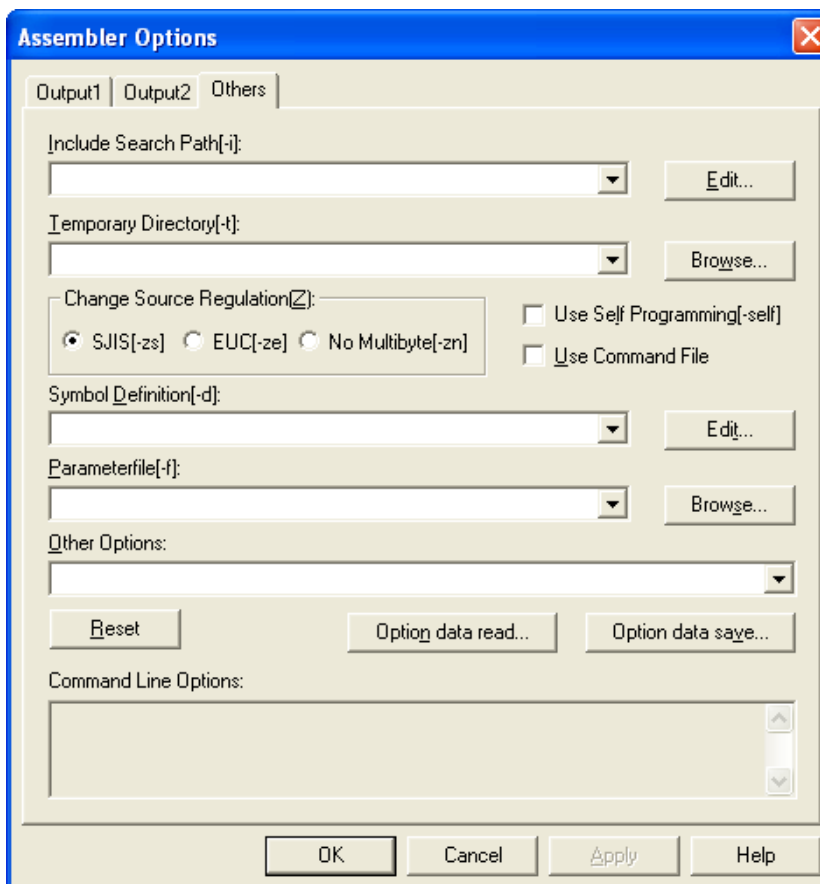 Assembler Options
Output1 Output2 Others
Include Search Path[-i]:
Edit...
Temporary Directory[-t]:
Browse...
Change Source Regulation(Z):
SJIS[-zs] EUC[-ze] No Multibyte[-zn]
Use Self Programming[-self]
Use Command File
Symbol Definition[-d]:
Edit...
Parameterfile[-f]:
Browse...
Other Options:
Reset Option data read... Option data save...
Command Line Options:
OK Cancel Apply Help